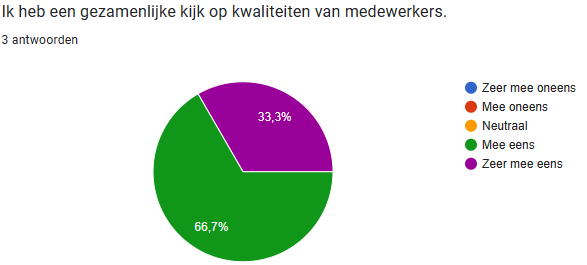 Ik heb een gezamenlijke kijk op kwaliteiten van medewerkers.
3 antwoorden
33,3%
66,7%
Zeer mee oneens
Mee oneens
Neutraal
Mee eens
Zeer mee eens